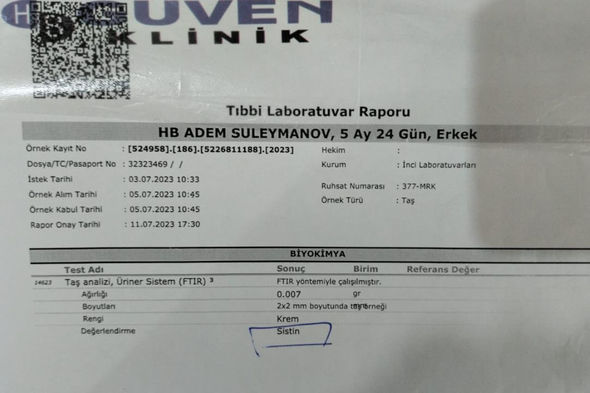 GÜVEN
KLİNİK
Tıbbi Laboratuvar Raporu
HB ADEM SULEYMANOV, 5 Ay 24 Gün, Erkek
Örnek Kayıt No : [524958].[186].[5226811188].[2023] Hekim :
Dosya/TC/Pasaport No : 32323469 / / Kurum : İnci Laboratuvarları
İstek Tarihi : 03.07.2023 10:33
Örnek Alım Tarihi : 05.07.2023 10:45 Ruhsat Numarası : 377-MRK
Örnek Kabul Tarihi : 05.07.2023 10:45 Örnek Türü : Taş
Rapor Onay Tarihi : 11.07.2023 17:30
BİYOKİMYA
Test Adı Sonuç Birim Referans Değer
14623 Taş analizi, Üriner Sistem (FTIR) ³ FTIR yöntemiyle çalışılmıştır.
Ağırlığı 0.007 gr
Boyutları 2x2 mm boyutunda örneği
Rengi Krem
Değerlendirme Sistin